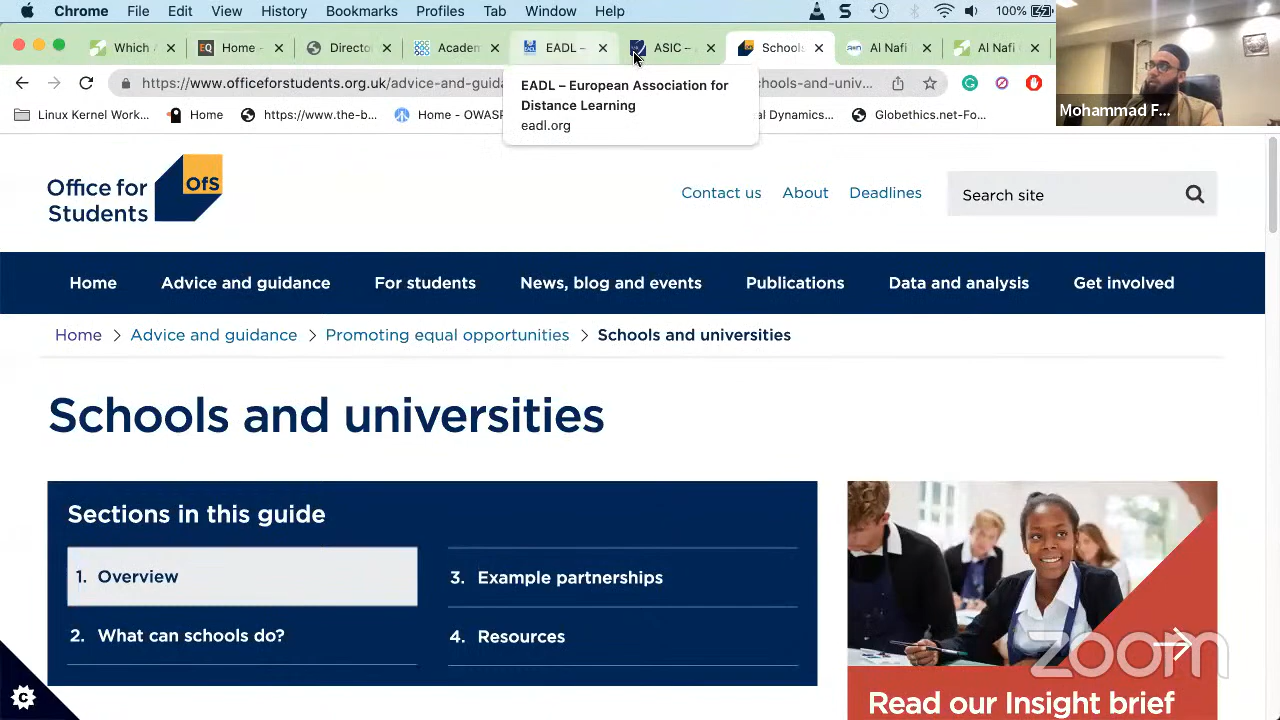 Chrome File Edit View History Bookmarks Profiles Tab Window Help 100%
Which EQ Home - Directo Academ EADL – ASIC – Schools Al Nafi Al Nafi
https://www.officeforstudents.org.uk/advice-and-guida chools-and-univ...
Linux Kernel Work... Home https://www.the-b... Home - OWASP al Dynamics Globethics.net-Fo...
EADL – European Association for
Distance Learning
eadl.org
Mohammad F...
Office for
Students
OfS
Contact us About Deadlines Search site
Home Advice and guidance For students News, blog and events Publications Data and analysis Get involved
Home > Advice and guidance > Promoting equal opportunities > Schools and universities
Schools and universities
Sections in this guide
1. Overview
2. What can schools do?
3. Example partnerships
4. Resources
zoom
Read our Insight brief